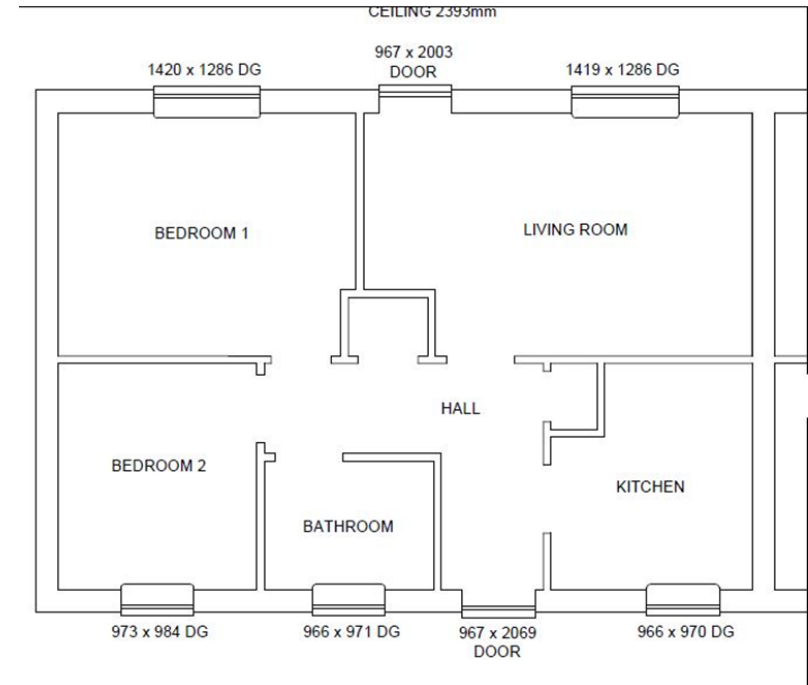 CEILING 2393mm
967 x 2003
DOOR
1420 x 1286 DG
1419 x 1286 DG
BEDROOM 1
LIVING ROOM
HALL
BEDROOM 2
KITCHEN
BATHROOM
973 x 984 DG
966 x 971 DG
967 x 2069
DOOR
966 x 970 DG